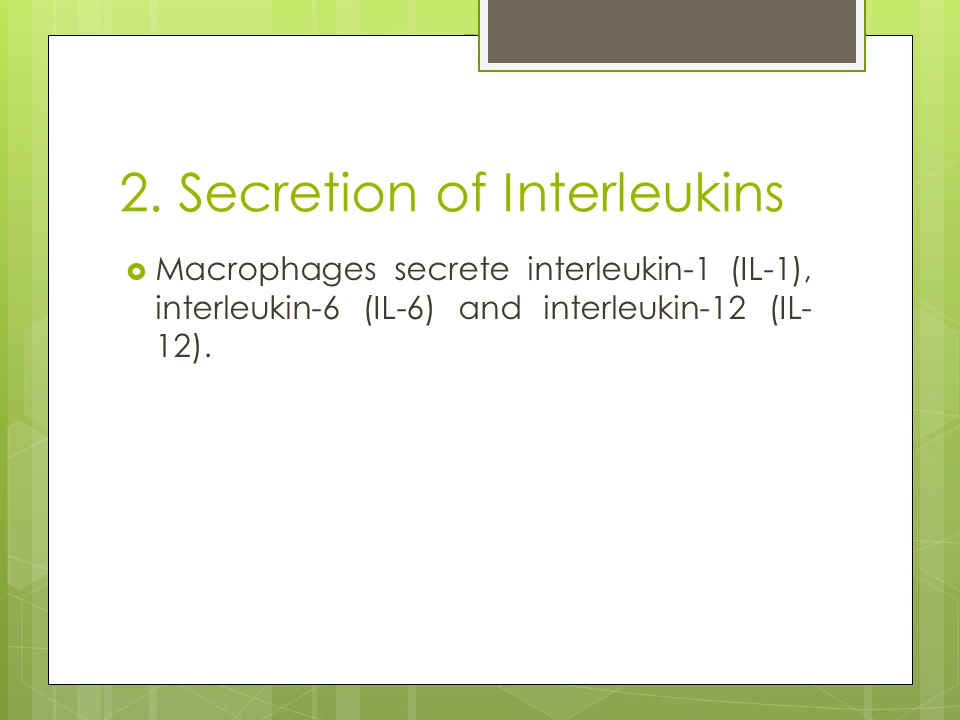 2. Secretion of Interleukins
Macrophages secrete interleukin-1 (IL-1),
interleukin-6 (IL-6) and interleukin-12 (IL-
12).